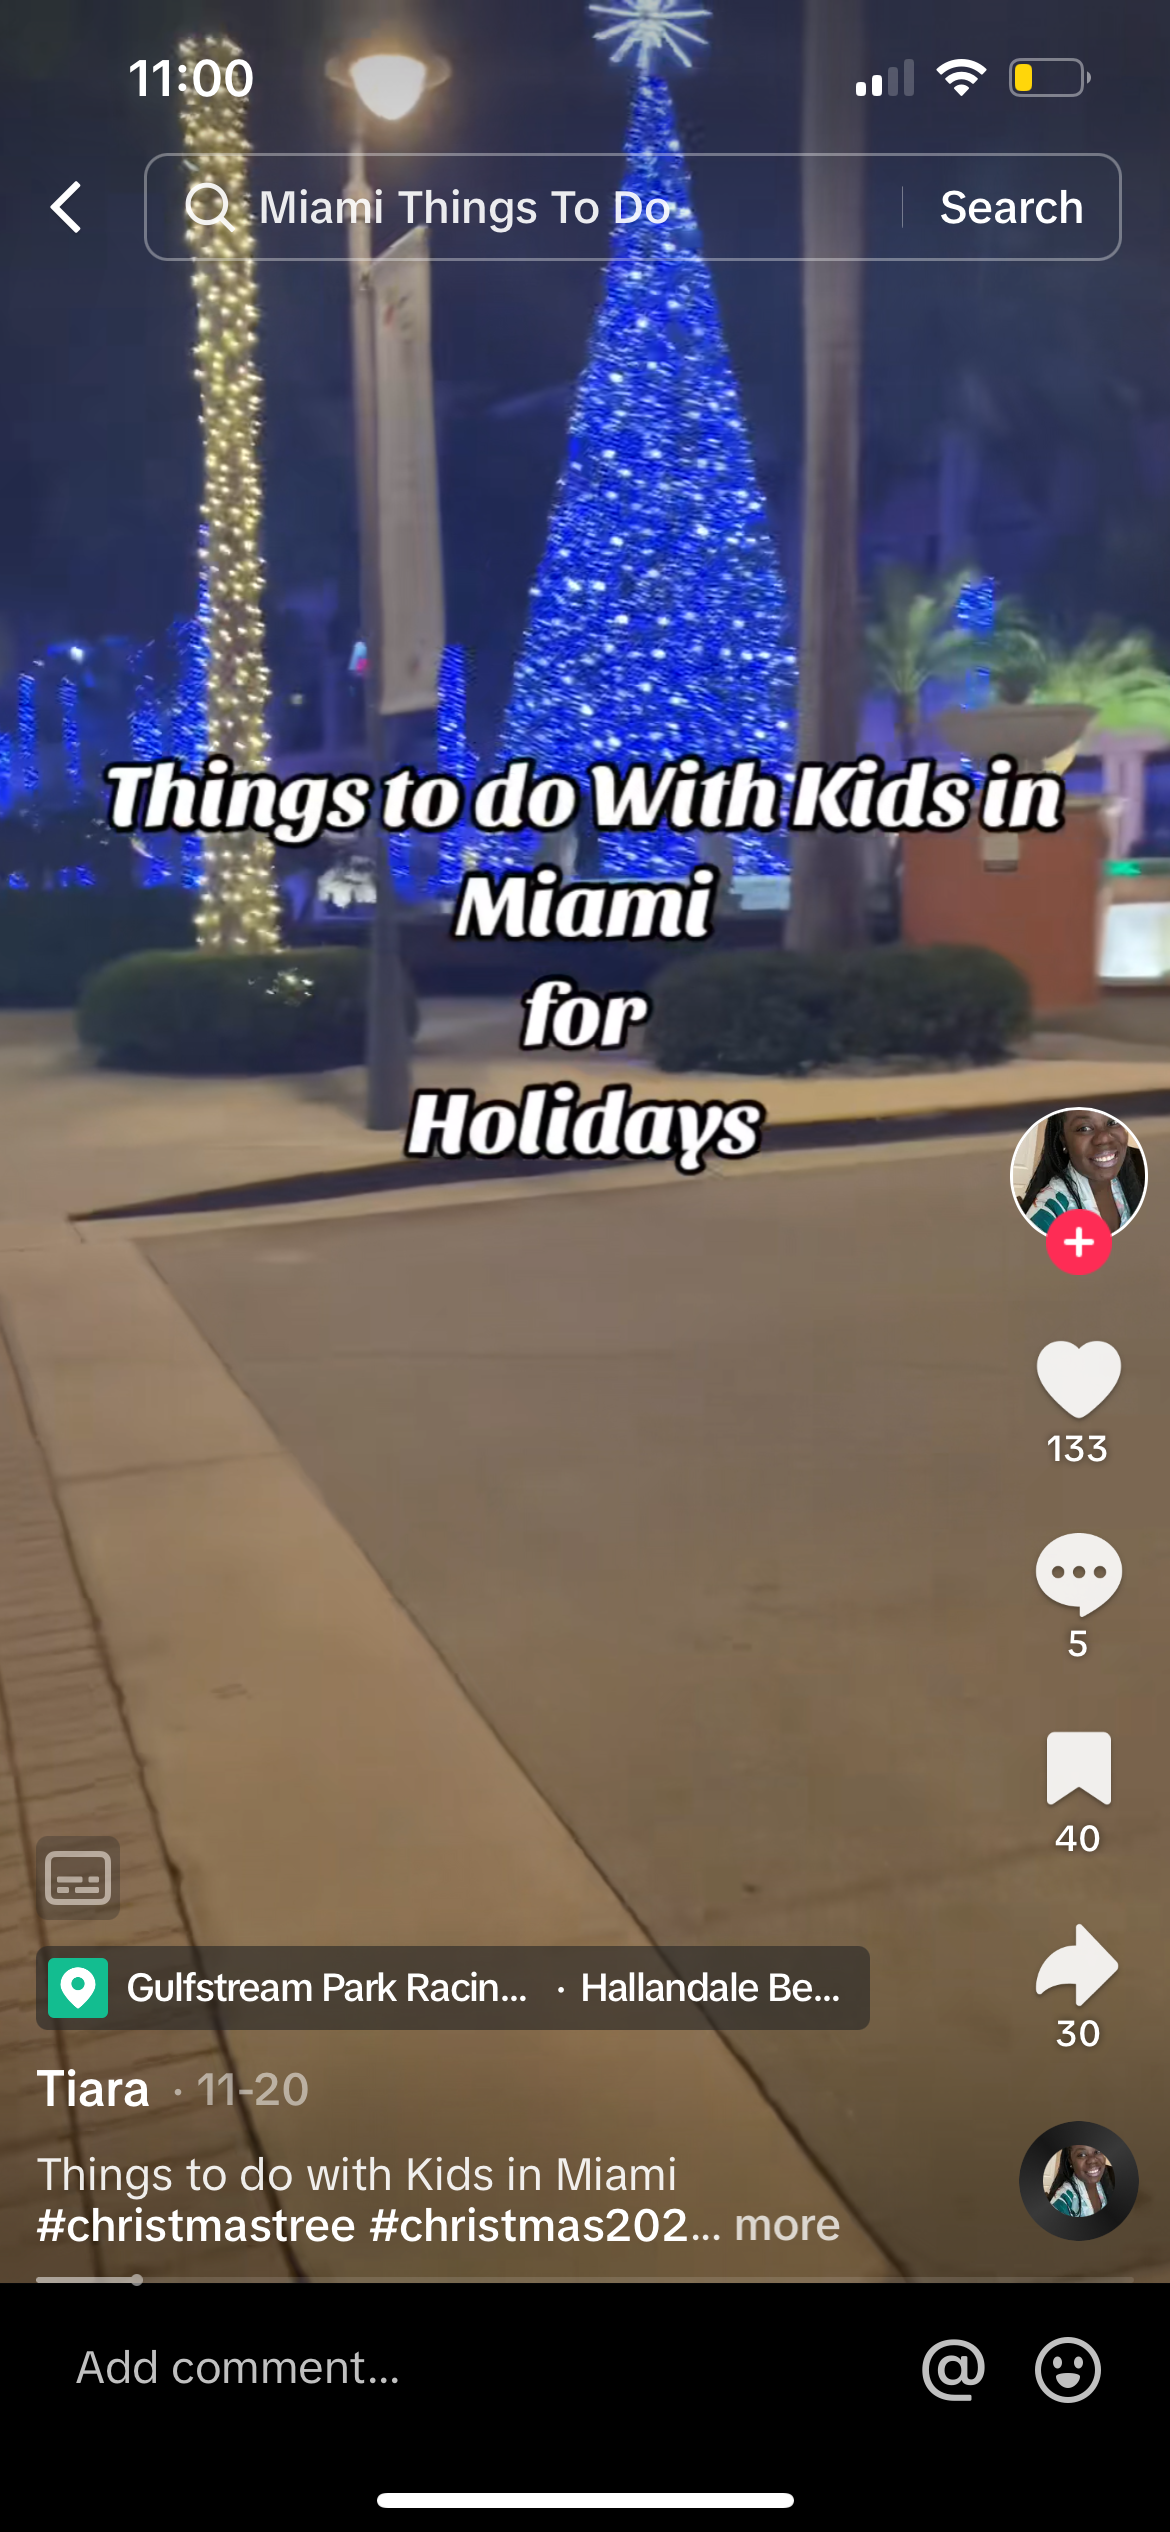 11:00
Miami Things To Do
Search
Things to do With Kids in
Miami
for
Holidays
133
5
40
30
Gulfstream Park Racin... · Hallandale Be...
Tiara · 11-20
Things to do with Kids in Miami
#christmastree #christmas202... more
Add comment...